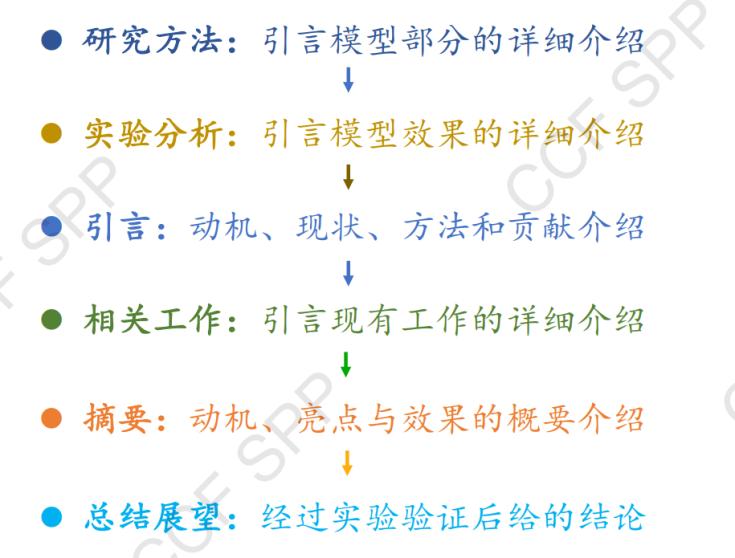 研究方法：引言模型部分的详细介绍
实验分析：引言模型效果的详细介绍
引言：动机、现状、方法和贡献介绍
相关工作：引言现有工作的详细介绍
摘要：动机、亮点与效果的概要介绍
总结展望：经过实验验证后给的结论
CCF SPP
CCF SPP
CCF SPP